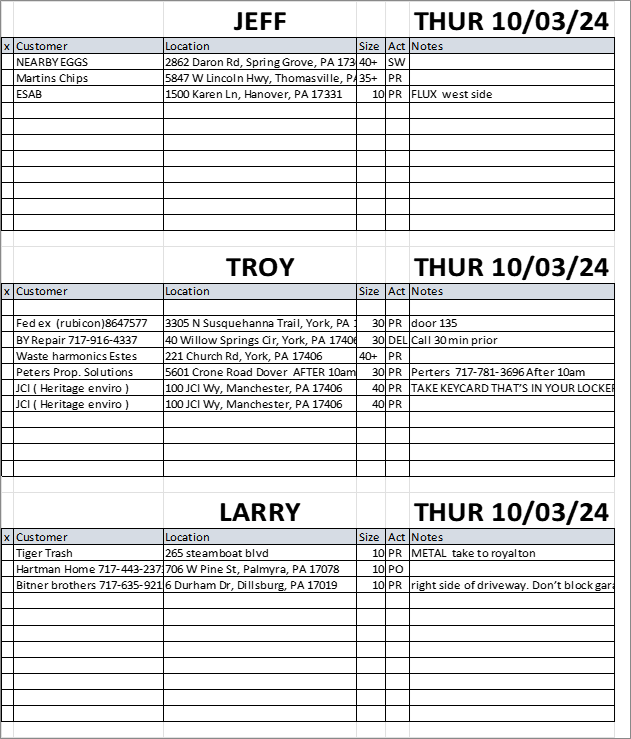 JEFF THUR 10/03/24
x Customer Location Size Act Notes
NEARBY EGGS 2862 Daron Rd, Spring Grove, PA 173 40+ SW
Martins Chips 5847 W Lincoln Hwy, Thomasville, PA 35+ PR
ESAB 1500 Karen Ln, Hanover, PA 17331 10 PR FLUX west side
TROY THUR 10/03/24
x Customer Location Size Act Notes
Fed ex (rubicon)8647577 3305 N Susquehanna Trail, York, PA 1 30 PR door 135
BY Repair 717-916-4337 40 Willow Springs Cir, York, PA 17406 30 DEL Call 30 min prior
Waste harmonics Estes 221 Church Rd, York, PA 17406 40+ PR
Peters Prop. Solutions 5601 Crone Road Dover AFTER 10am 30 PR Perters 717-781-3696 After 10am
JCI ( Heritage enviro ) 100 JCI Wy, Manchester, PA 17406 40 PR TAKE KEYCARD THAT'S IN YOUR LOCKER
JCI ( Heritage enviro ) 100 JCI Wy, Manchester, PA 17406 40 PR
LARRY THUR 10/03/24
x Customer Location Size Act Notes
Tiger Trash 265 steamboat blvd 10 PR METAL take to royalton
Hartman Home 717-443-237 706 W Pine St, Palmyra, PA 17078 10 PO
Bitner brothers 717-635-921 6 Durham Dr, Dillsburg, PA 17019 10 PR right side of driveway. Don't block gara